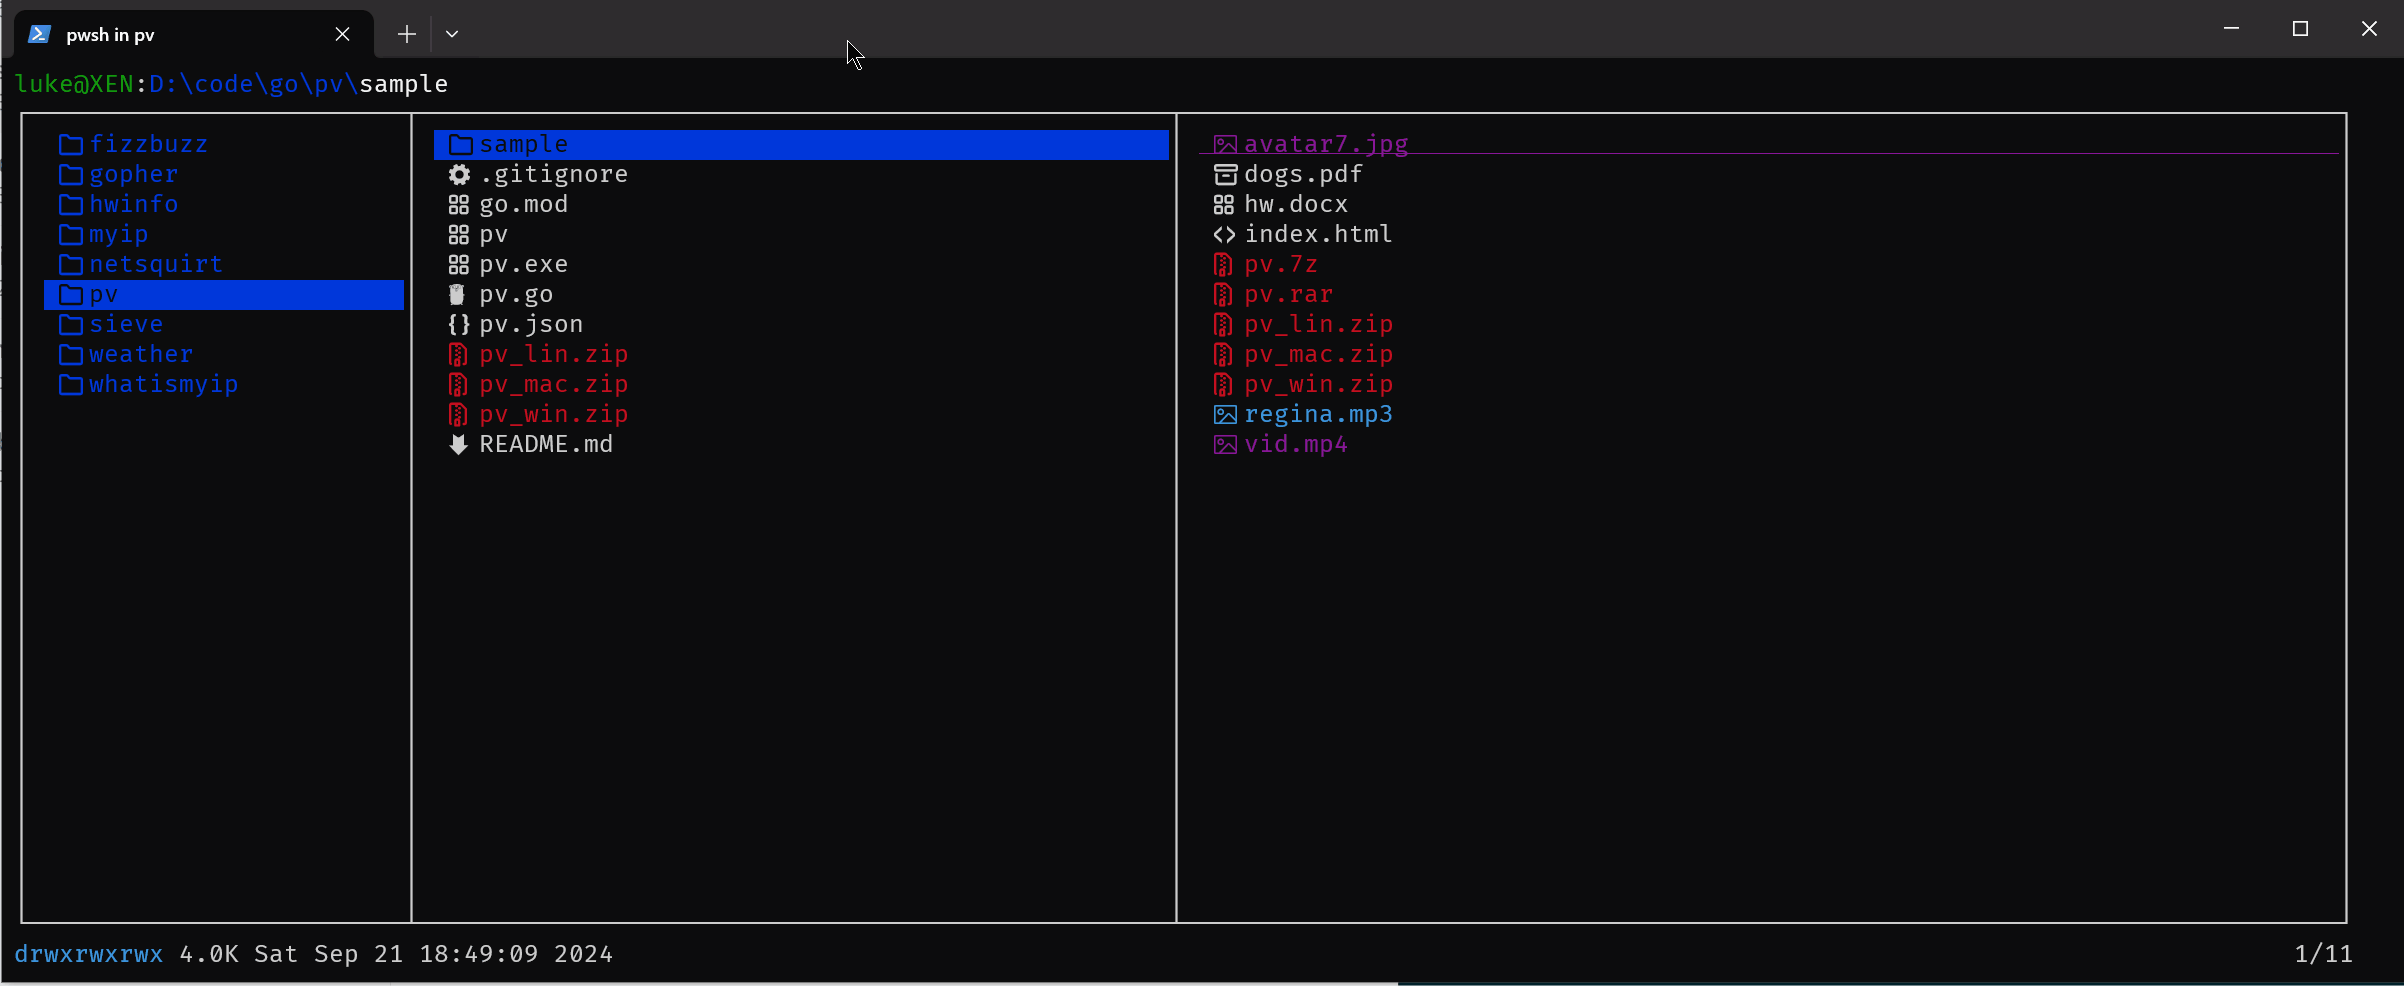 pwsh in pv
luke@XEN:D:\code\go\pv\sample
fizzbuzz
gopher
hwinfo
myip
netsquirt
pv
sieve
weather
whatismyip
sample
.gitignore
go.mod
pv
pv.exe
pv.go
pv.json
pv_lin.zip
pv_mac.zip
pv_win.zip
README.md
avatar7.jpg
dogs.pdf
hw.docx
index.html
pv.7z
pv.rar
pv_lin.zip
pv_mac.zip
pv_win.zip
regina.mp3
vid.mp4
drwxrwxrwx 4.0K Sat Sep 21 18:49:09 2024
1/11